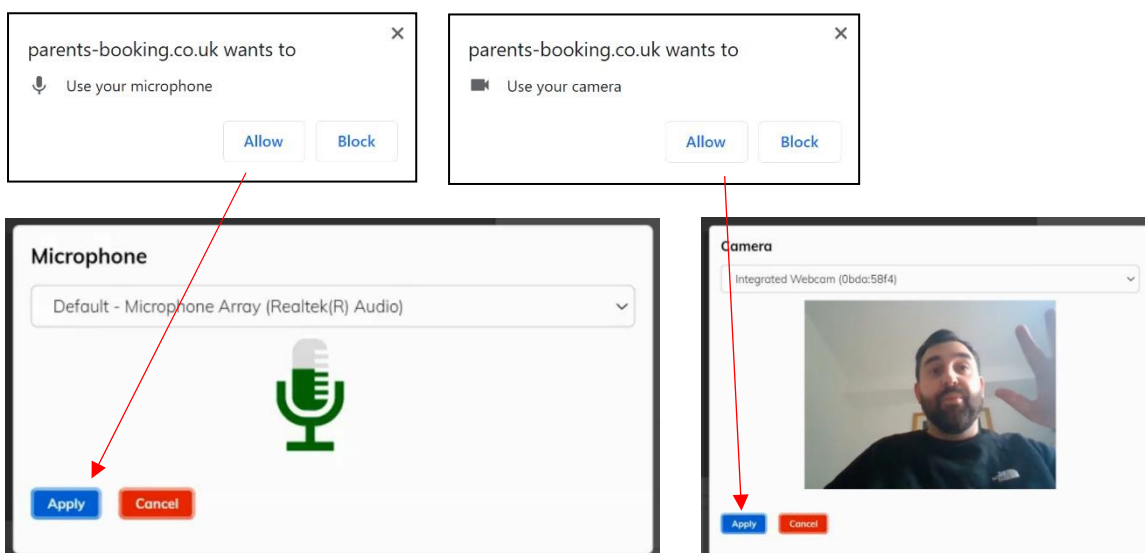 parents-booking.co.uk wants to
Use your microphone
Allow
Block
parents-booking.co.uk wants to
Use your camera
Allow
Block
Microphone
Default - Microphone Array (Realtek(R) Audio)
Apply
Cancel
Camera
Integrated Webcam (0bda:58f4)
Apply
Cancel